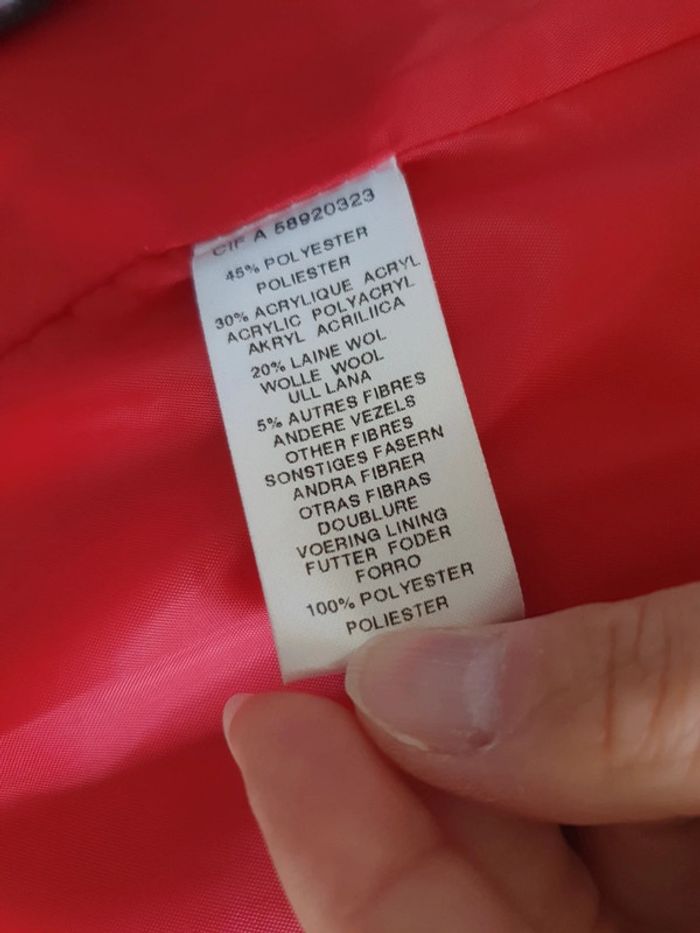 CIF A 58920323
45% POLYESTER
POLIESTER
30% ACRYLIQUE ACRYL
ACRYLIC POLYACRYL
AKRYL ACRILIICA
20% LAINE WOL
WOLLE WOOL
ULL LANA
5% AUTRES FIBRES
ANDERE VEZELS
OTHER FIBRES
SONSTIGES FASERN
ANDRA FIBRER
OTRAS FIBRAS
DOUBLURE
VOERING LINING
FUTTER FODER
FORRO
100% POLYESTER
POLIESTER